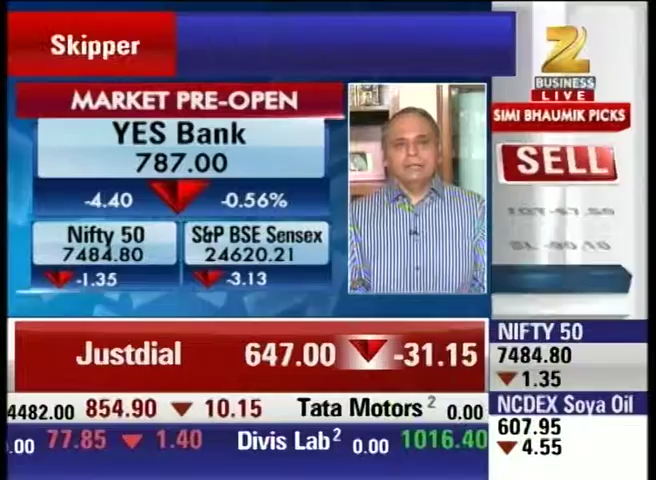 Skipper
BUSINESS
LIVE
MARKET PRE-OPEN
YES Bank
787.00
-4.40 -0.56%
Nifty 50
7484.80
-1.35
S&P BSE Sensex
24620.21
-3.13
SIMI BHAUMIK PICKS
SELL
Justdial 647.00 -31.15
NIFTY 50
7484.80
1.35
4482.00 854.90 10.15 Tata Motors2 0.00
NCDEX Soya Oil
607.95
4.55
.00 77.85 1.40 Divis Lab2 0.00 1016.40